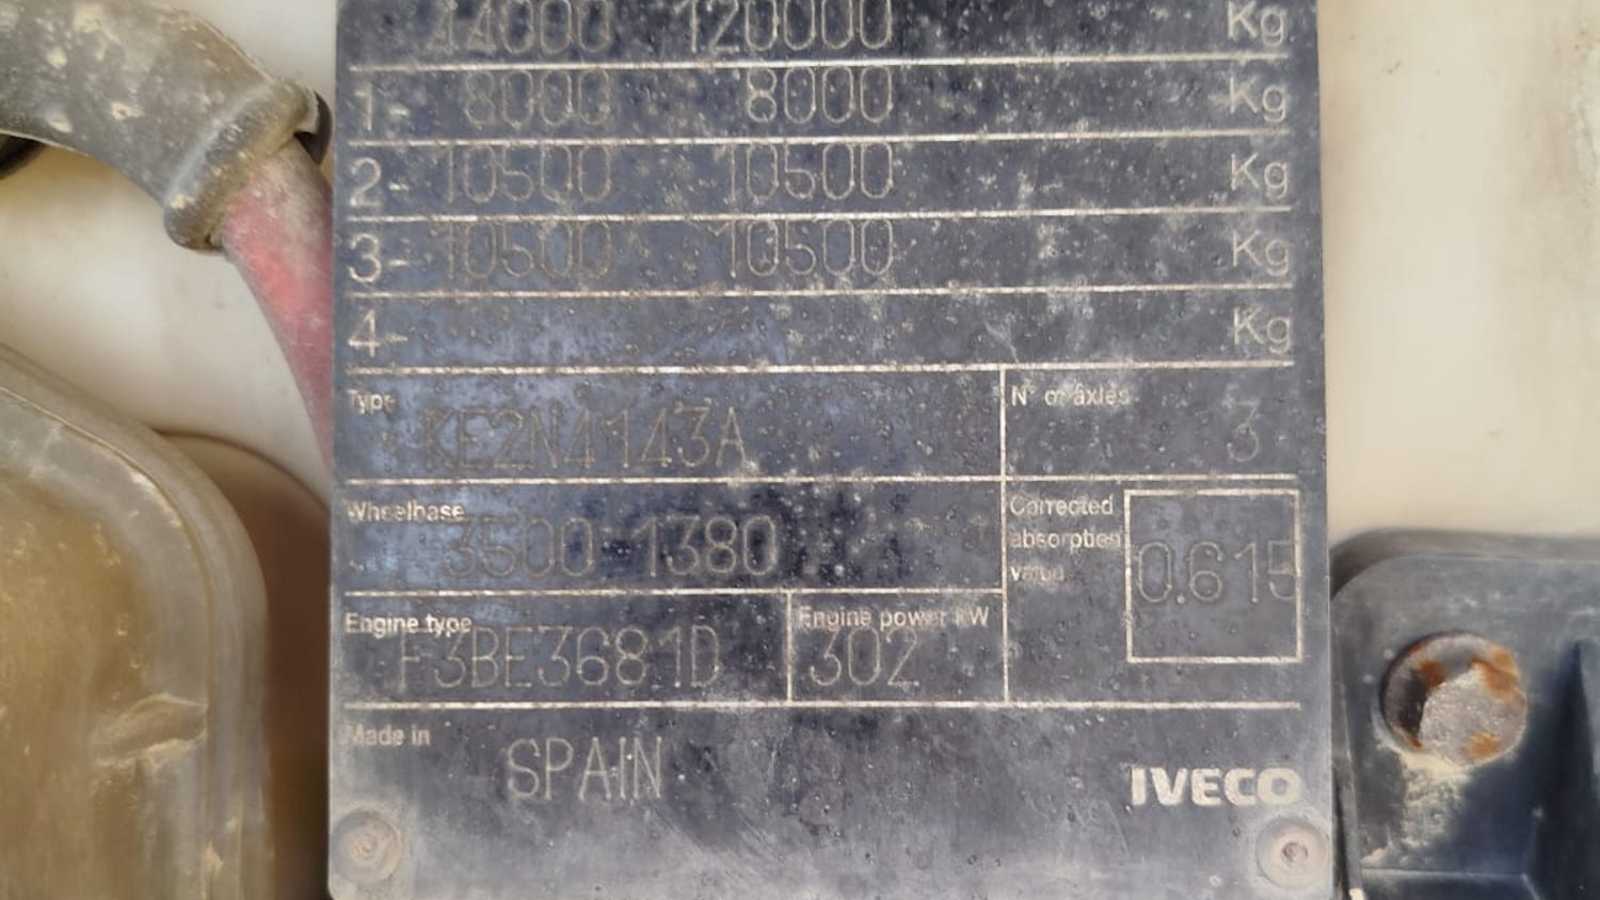 44000 120000 Kg
1- 8000 8000 Kg
2- 10500 10500 Kg
3- 10500 10500 Kg
4- Kg
Type KE2N4143A
N° of axles 3
Wheelbase 3500-1380
Corrected
absorption
value
0.615
Engine type F3BE3681D
Engine power kW 302
Made in SPAIN
IVECO